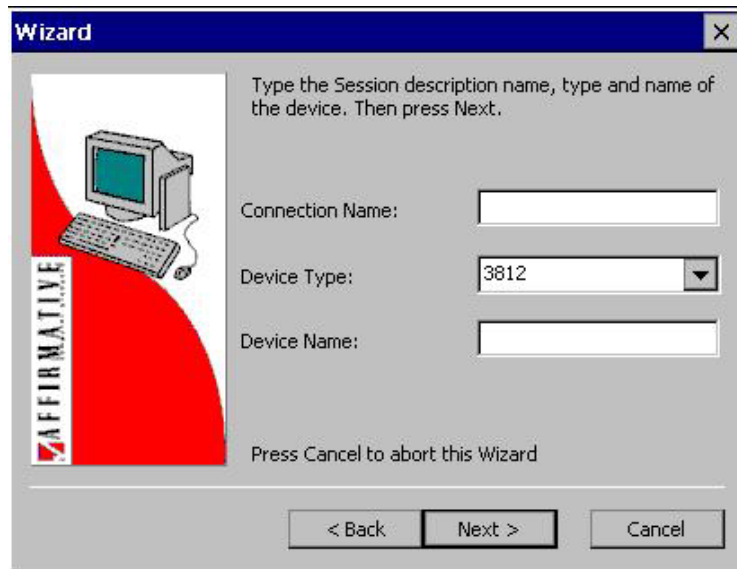 Wizard
Type the Session description name, type and name of
the device. Then press Next.
Connection Name:
Device Type:
3812
Device Name:
AFFIRMATIVE
Press Cancel to abort this Wizard
< Back
Next >
Cancel